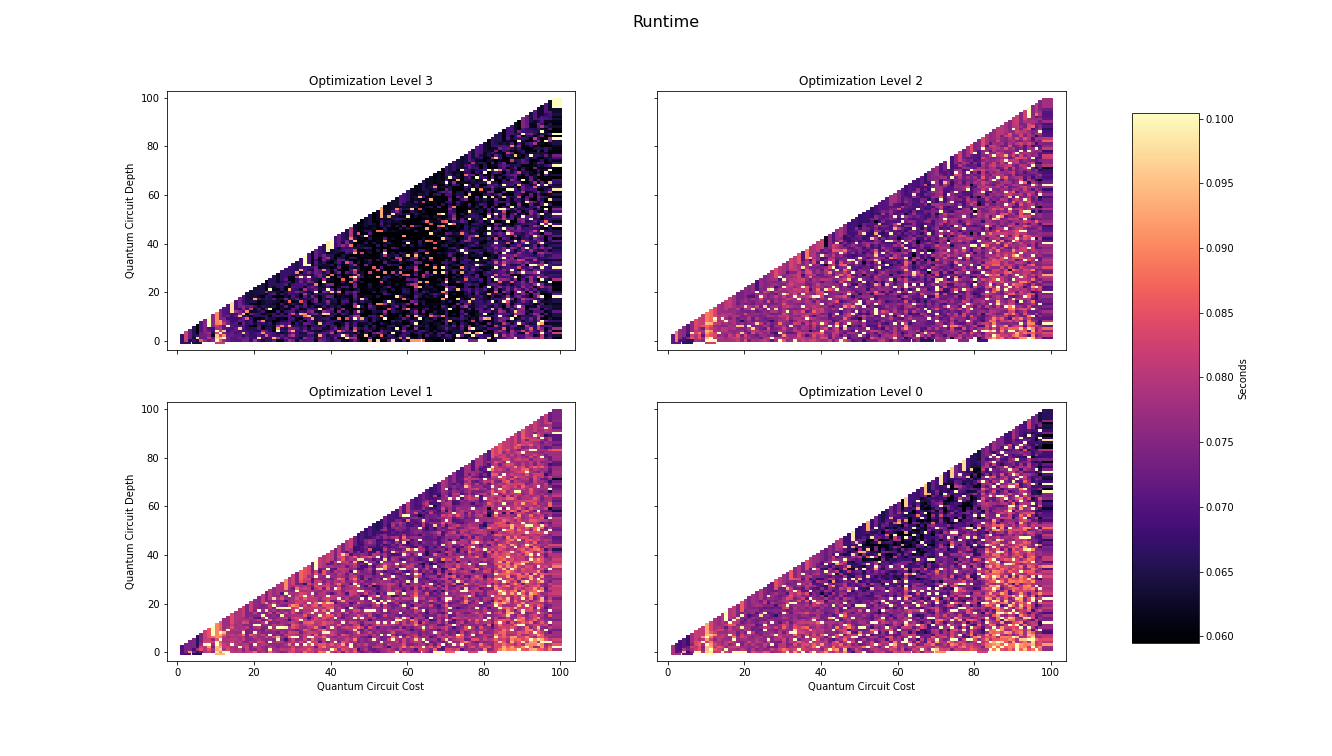 Runtime
Optimization Level 3
Optimization Level 2
100
80
60
40
20
0
Quantum Circuit Depth
0.100
0.095
0.090
0.085
0.080
0.075
0.070
0.065
0.060
Seconds
Optimization Level 1
Optimization Level 0
100
80
60
40
20
0
Quantum Circuit Depth
0 20 40 60 80 100
0 20 40 60 80 100
Quantum Circuit Cost
Quantum Circuit Cost